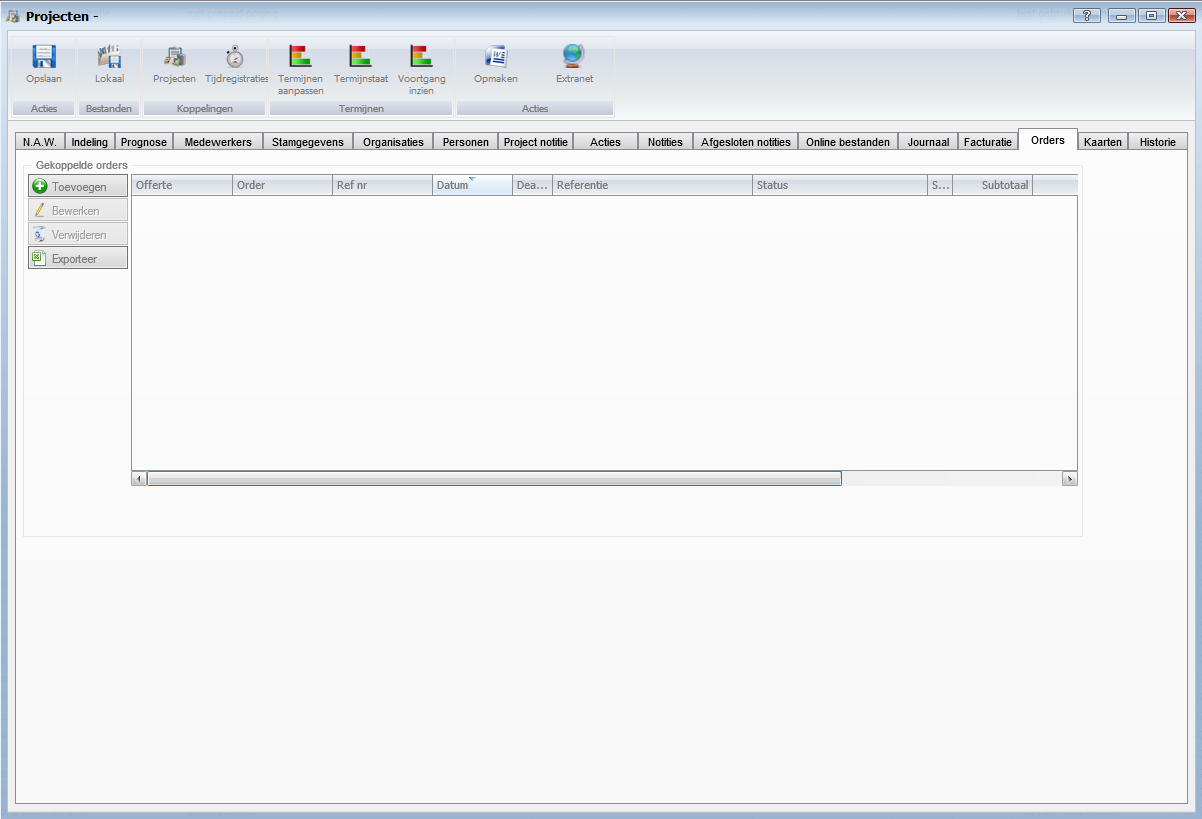 Projecten -
Opslaan
Lokaal
Projecten
Tijdregistraties
Termijnen
aanpassen
Termijnstaat
Voortgang
inzien
Opmaken
Extranet
Acties
Bestanden
Koppelingen
Termijnen
Acties
N.A.W. Indeling Prognose Medewerkers Stamgegevens Organisaties Personen Project notitie Acties Notities Afgesloten notities Online bestanden Journaal Facturatie Orders Kaarten Historie
Gekoppelde orders
Toevoegen
Bewerken
Verwijderen
Exporteer
Offerte Order Ref nr Datum Dea... Referentie Status S... Subtotaal